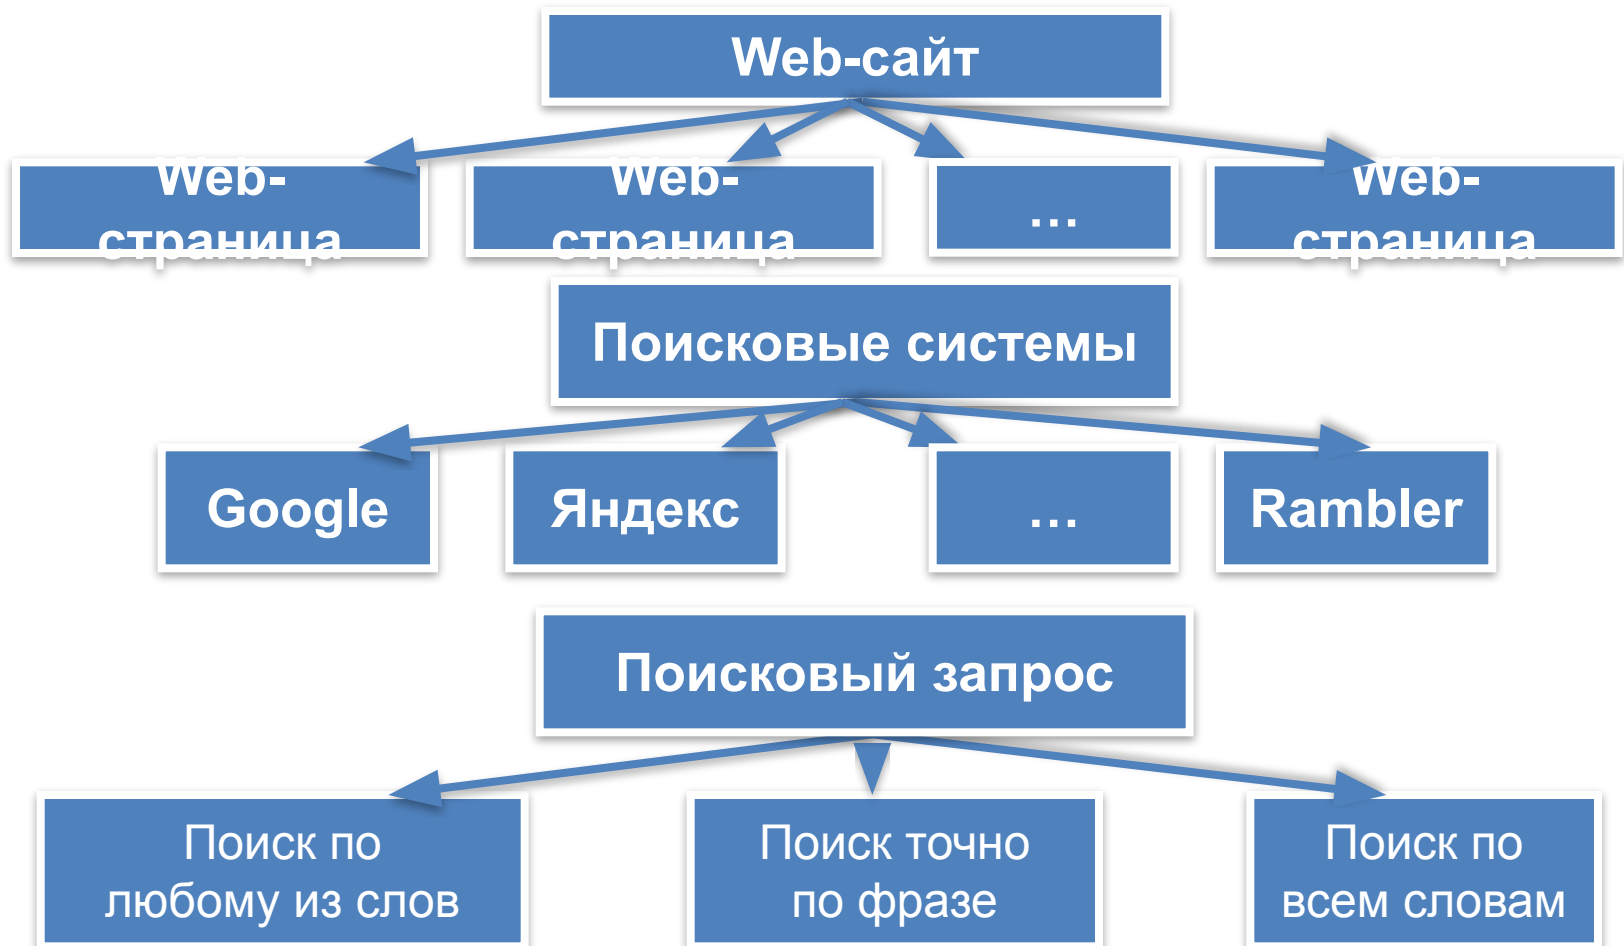 Web-сайт
Web-
страница
Web-
страница
…
Web-
страница
Поисковые системы
Google
Яндекс
…
Rambler
Поисковый запрос
Поиск по
любому из слов
Поиск точно
по фразе
Поиск по
всем словам